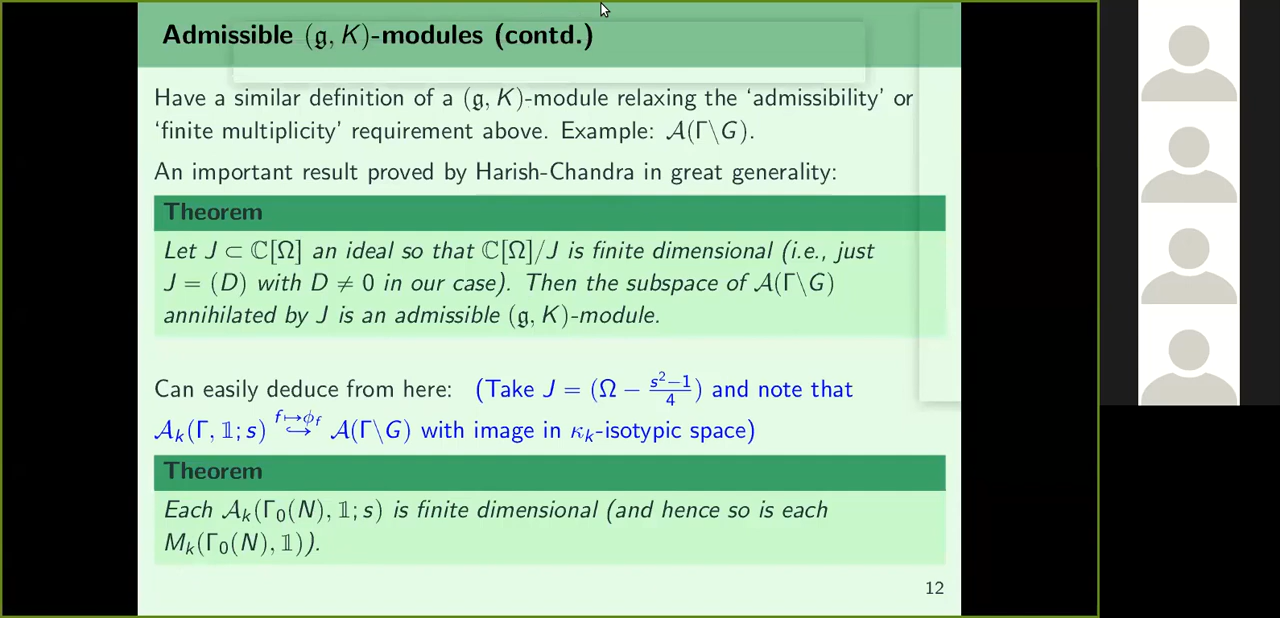 Admissible (𝔤, K)-modules (contd.)
Have a similar definition of a (𝔤, K)-module relaxing the ‘admissibility’ or
‘finite multiplicity’ requirement above. Example: 𝒜(Γ\G).
An important result proved by Harish-Chandra in great generality:
Theorem
Let J ⊂ ℂ[Ω] an ideal so that ℂ[Ω]/J is finite dimensional (i.e., just
J = (D) with D ≠ 0 in our case). Then the subspace of 𝒜(Γ\G)
annihilated by J is an admissible (𝔤, K)-module.
Can easily deduce from here: (Take J = (Ω − (s²−1)/4) and note that
𝒜ₖ(Γ, 𝟙; s) ↪^{f↦ϕ_f} 𝒜(Γ\G) with image in κₖ-isotypic space)
Theorem
Each 𝒜ₖ(Γ₀(N), 𝟙; s) is finite dimensional (and hence so is each
Mₖ(Γ₀(N), 𝟙)).
12